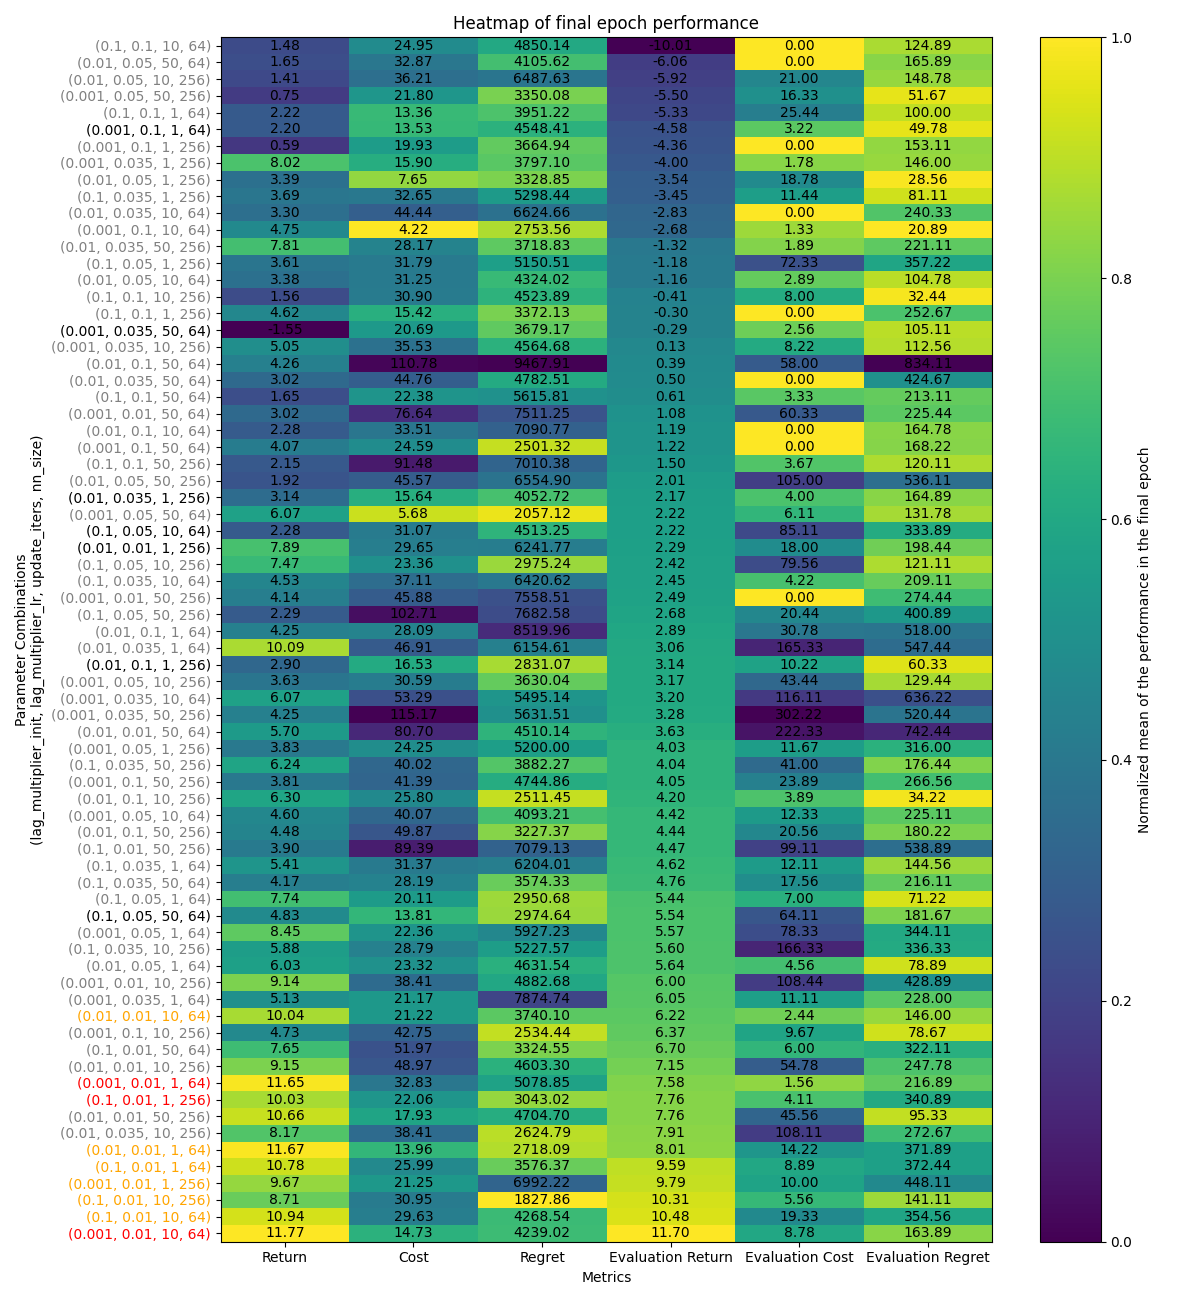 Heatmap of final epoch performance
(0.1, 0.1, 10, 64) 1.48 24.95 4850.14 -10.01 0.00 124.89
(0.01, 0.05, 50, 64) 1.65 32.87 4105.62 -6.06 0.00 165.89
(0.01, 0.05, 10, 256) 1.41 36.21 6487.63 -5.92 21.00 148.78
(0.001, 0.05, 50, 256) 0.75 21.80 3350.08 -5.50 16.33 51.67
(0.1, 0.1, 1, 64) 2.22 13.36 3951.22 -5.33 25.44 100.00
(0.001, 0.1, 1, 64) 2.20 13.53 4548.41 -4.58 3.22 49.78
(0.001, 0.1, 1, 256) 0.59 19.93 3664.94 -4.36 0.00 153.11
(0.001, 0.035, 1, 256) 8.02 15.90 3797.10 -4.00 1.78 146.00
(0.01, 0.05, 1, 256) 3.39 7.65 3328.85 -3.54 18.78 28.56
(0.1, 0.035, 1, 256) 3.69 32.65 5298.44 -3.45 11.44 81.11
(0.01, 0.035, 10, 64) 3.30 44.44 6624.66 -2.83 0.00 240.33
(0.001, 0.1, 10, 64) 4.75 4.22 2753.56 -2.68 1.33 20.89
(0.01, 0.035, 50, 256) 7.81 28.17 3718.83 -1.32 1.89 221.11
(0.1, 0.05, 1, 256) 3.61 31.79 5150.51 -1.18 72.33 357.22
(0.01, 0.05, 10, 64) 3.38 31.25 4324.02 -1.16 2.89 104.78
(0.1, 0.1, 10, 256) 1.56 30.90 4523.89 -0.41 8.00 32.44
(0.1, 0.1, 1, 256) 4.62 15.42 3372.13 -0.30 0.00 252.67
(0.001, 0.035, 50, 64) -1.55 20.69 3679.17 -0.29 2.56 105.11
(0.001, 0.035, 10, 256) 5.05 35.53 4564.68 0.13 8.22 112.56
(0.01, 0.1, 50, 64) 4.26 110.78 9467.91 0.39 58.00 834.11
(0.01, 0.035, 50, 64) 3.02 44.76 4782.51 0.50 0.00 424.67
(0.1, 0.1, 50, 64) 1.65 22.38 5615.81 0.61 3.33 213.11
(0.001, 0.01, 50, 64) 3.02 76.64 7511.25 1.08 60.33 225.44
(0.01, 0.1, 10, 64) 2.28 33.51 7090.77 1.19 0.00 164.78
(0.001, 0.1, 50, 64) 4.07 24.59 2501.32 1.22 0.00 168.22
(0.1, 0.1, 50, 256) 2.15 91.48 7010.38 1.50 3.67 120.11
(0.01, 0.05, 50, 256) 1.92 45.57 6554.90 2.01 105.00 536.11
(0.01, 0.035, 1, 256) 3.14 15.64 4052.72 2.17 4.00 164.89
(0.001, 0.05, 50, 64) 6.07 5.68 2057.12 2.22 6.11 131.78
(0.1, 0.05, 10, 64) 2.28 31.07 4513.25 2.22 85.11 333.89
(0.01, 0.01, 1, 256) 7.89 29.65 6241.77 2.29 18.00 198.44
(0.1, 0.05, 10, 256) 7.47 23.36 2975.24 2.42 79.56 121.11
(0.1, 0.035, 10, 64) 4.53 37.11 6420.62 2.45 4.22 209.11
(0.001, 0.01, 50, 256) 4.14 45.88 7558.51 2.49 0.00 274.44
(0.1, 0.05, 50, 256) 2.29 102.71 7682.58 2.68 20.44 400.89
(0.01, 0.1, 1, 64) 4.25 28.09 8519.96 2.89 30.78 518.00
(0.01, 0.035, 1, 64) 10.09 46.91 6154.61 3.06 165.33 547.44
(0.01, 0.1, 1, 256) 2.90 16.53 2831.07 3.14 10.22 60.33
(0.001, 0.05, 10, 256) 3.63 30.59 3630.04 3.17 43.44 129.44
(0.001, 0.035, 10, 64) 6.07 53.29 5495.14 3.20 116.11 636.22
(0.001, 0.035, 50, 256) 4.25 115.17 5631.51 3.28 302.22 520.44
(0.01, 0.01, 50, 64) 5.70 80.70 4510.14 3.63 222.33 742.44
(0.001, 0.05, 1, 256) 3.83 24.25 5200.00 4.03 11.67 316.00
(0.1, 0.035, 50, 256) 6.24 40.02 3882.27 4.04 41.00 176.44
(0.001, 0.1, 50, 256) 3.81 41.39 4744.86 4.05 23.89 266.56
(0.01, 0.1, 10, 256) 6.30 25.80 2511.45 4.20 3.89 34.22
(0.001, 0.05, 10, 64) 4.60 40.07 4093.21 4.42 12.33 225.11
(0.01, 0.1, 50, 256) 4.48 49.87 3227.37 4.44 20.56 180.22
(0.1, 0.01, 50, 256) 3.90 89.39 7079.13 4.47 99.11 538.89
(0.1, 0.035, 1, 64) 5.41 31.37 6204.01 4.62 12.11 144.56
(0.1, 0.035, 50, 64) 4.17 28.19 3574.33 4.76 17.56 216.11
(0.1, 0.05, 1, 64) 7.74 20.11 2950.68 5.44 7.00 71.22
(0.1, 0.05, 50, 64) 4.83 13.81 2974.64 5.54 64.11 181.67
(0.001, 0.05, 1, 64) 8.45 22.36 5927.23 5.57 78.33 344.11
(0.1, 0.035, 10, 256) 5.88 28.79 5227.57 5.60 166.33 336.33
(0.01, 0.05, 1, 64) 6.03 23.32 4631.54 5.64 4.56 78.89
(0.001, 0.01, 10, 256) 9.14 38.41 4882.68 6.00 108.44 428.89
(0.001, 0.035, 1, 64) 5.13 21.17 7874.74 6.05 11.11 228.00
(0.01, 0.01, 10, 64) 10.04 21.22 3740.10 6.22 2.44 146.00
(0.001, 0.1, 10, 256) 4.73 42.75 2534.44 6.37 9.67 78.67
(0.1, 0.01, 50, 64) 7.65 51.97 3324.55 6.70 6.00 322.11
(0.01, 0.01, 10, 256) 9.15 48.97 4603.30 7.15 54.78 247.78
(0.001, 0.01, 1, 64) 11.65 32.83 5078.85 7.58 1.56 216.89
(0.1, 0.01, 1, 256) 10.03 22.06 3043.02 7.76 4.11 340.89
(0.01, 0.01, 50, 256) 10.66 17.93 4704.70 7.76 45.56 95.33
(0.01, 0.035, 10, 256) 8.17 38.41 2624.79 7.91 108.11 272.67
(0.01, 0.01, 1, 64) 11.67 13.96 2718.09 8.01 14.22 371.89
(0.1, 0.01, 1, 64) 10.78 25.99 3576.37 9.59 8.89 372.44
(0.001, 0.01, 1, 256) 9.67 21.25 6992.22 9.79 10.00 448.11
(0.1, 0.01, 10, 256) 8.71 30.95 1827.86 10.31 5.56 141.11
(0.1, 0.01, 10, 64) 10.94 29.63 4268.54 10.48 19.33 354.56
(0.001, 0.01, 10, 64) 11.77 14.73 4239.02 11.70 8.78 163.89
Return Cost Regret Evaluation Return Evaluation Cost Evaluation Regret
Metrics
Parameter Combinations
(lag_multiplier_init, lag_multiplier_lr, update_iters, nn_size)
1.0
0.8
0.6
0.4
0.2
0.0
Normalized mean of the performance in the final epoch